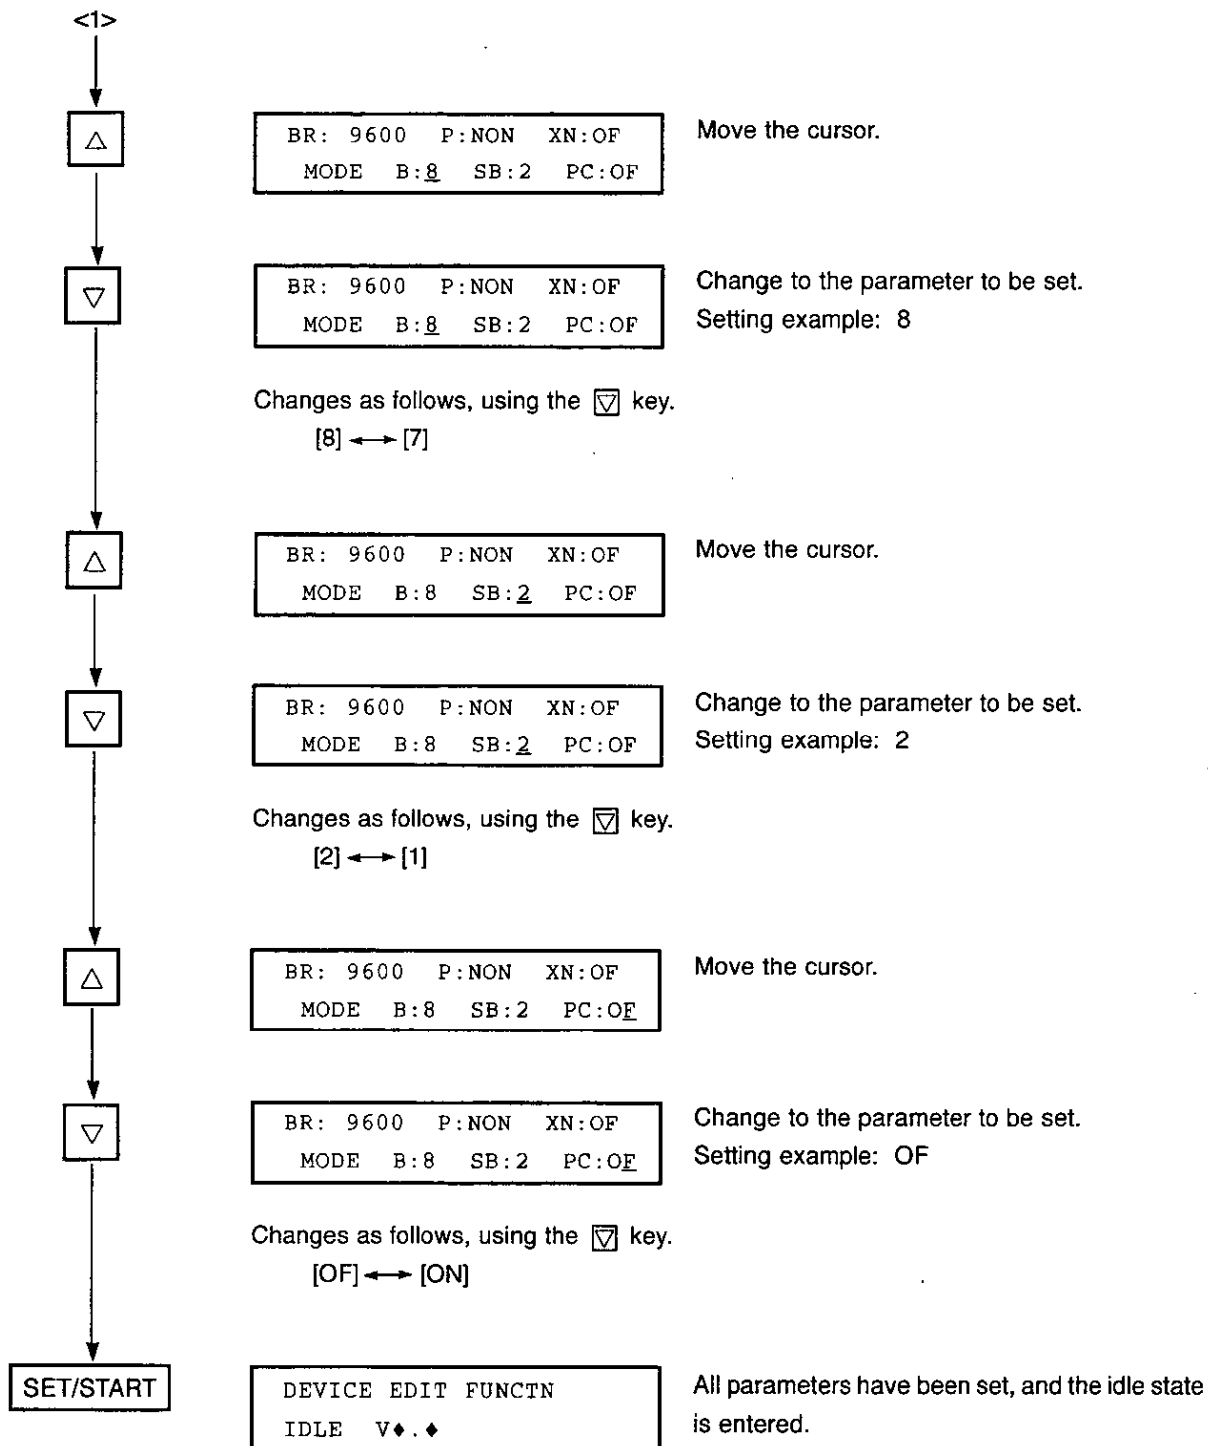 <1>
△
BR: 9600 P:NON XN:OF
MODE B:8 SB:2 PC:OF
Move the cursor.
▽
BR: 9600 P:NON XN:OF
MODE B:8 SB:2 PC:OF
Change to the parameter to be set.
Setting example: 8
Changes as follows, using the ▽ key.
[8] ↔ [7]
△
BR: 9600 P:NON XN:OF
MODE B:8 SB:2 PC:OF
Move the cursor.
▽
BR: 9600 P:NON XN:OF
MODE B:8 SB:2 PC:OF
Change to the parameter to be set.
Setting example: 2
Changes as follows, using the ▽ key.
[2] ↔ [1]
△
BR: 9600 P:NON XN:OF
MODE B:8 SB:2 PC:OF
Move the cursor.
▽
BR: 9600 P:NON XN:OF
MODE B:8 SB:2 PC:OF
Change to the parameter to be set.
Setting example: OF
Changes as follows, using the ▽ key.
[OF] ↔ [ON]
SET/START
DEVICE EDIT FUNCTN
IDLE V♦.♦
All parameters have been set, and the idle state
is entered.